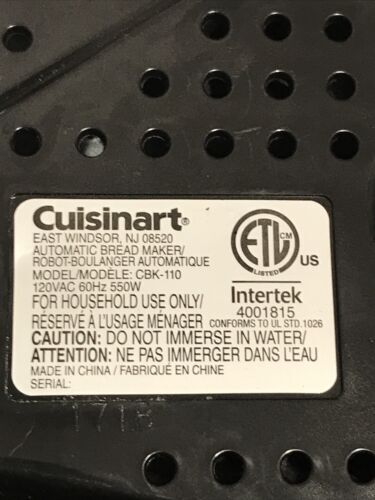 Cuisinart®
EAST WINDSOR, NJ 08520
AUTOMATIC BREAD MAKER/
ROBOT-BOULANGER AUTOMATIQUE
MODEL/MODÈLE: CBK-110
120VAC 60Hz 550W
FOR HOUSEHOLD USE ONLY/
RÉSERVÉ À L'USAGE MÉNAGER
ETL CM
LISTED
US
Intertek
4001815
CONFORMS TO UL STD.1026
CAUTION: DO NOT IMMERSE IN WATER/
ATTENTION: NE PAS IMMERGER DANS L'EAU
MADE IN CHINA / FABRIQUÉ EN CHINE
SERIAL: